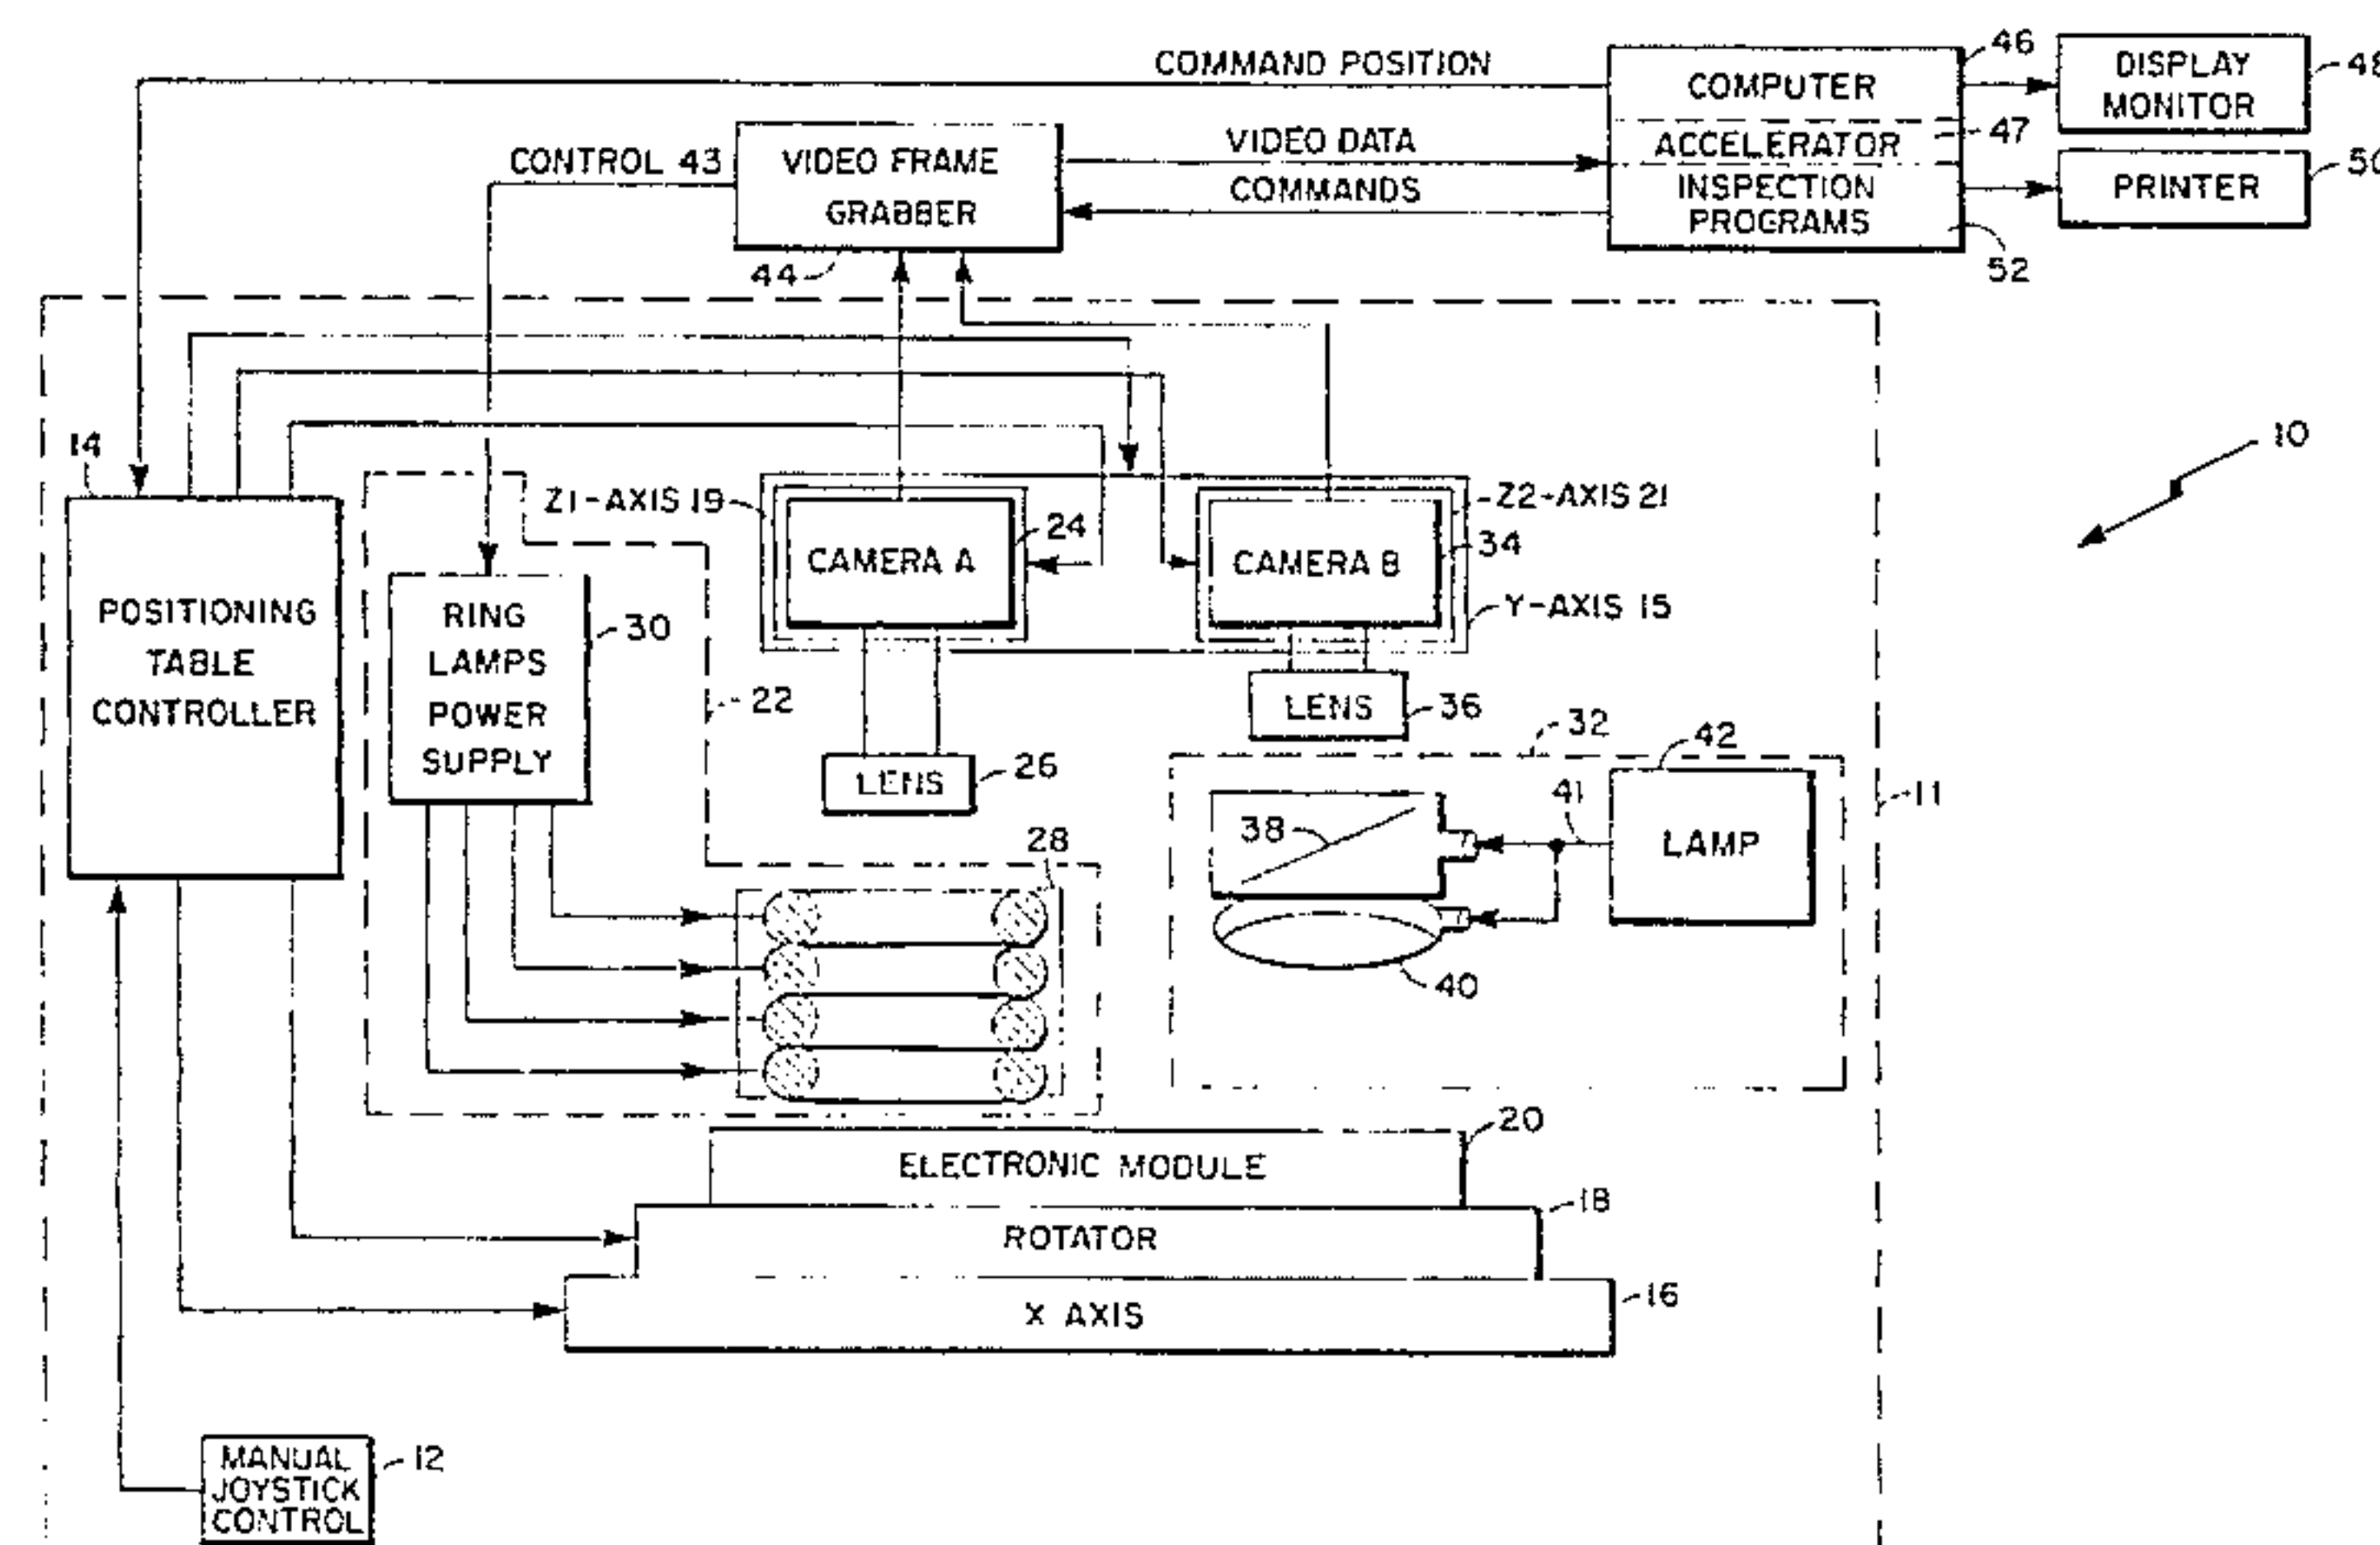 COMMAND POSITION
COMPUTER
46
DISPLAY
MONITOR
48
ACCELERATOR
47
INSPECTION
PROGRAMS
52
PRINTER
50
CONTROL 43
VIDEO FRAME
GRABBER
44
VIDEO DATA
COMMANDS
10
14
POSITIONING
TABLE
CONTROLLER
Z1-AXIS 19
CAMERA A
24
CAMERA B
Z2-AXIS 21
34
Y-AXIS 15
RING
LAMPS
POWER
SUPPLY
30
22
LENS
26
LENS
36
32
42
41
LAMP
11
38
40
28
ELECTRONIC MODULE
20
ROTATOR
18
X AXIS
16
MANUAL
JOYSTICK
CONTROL
12